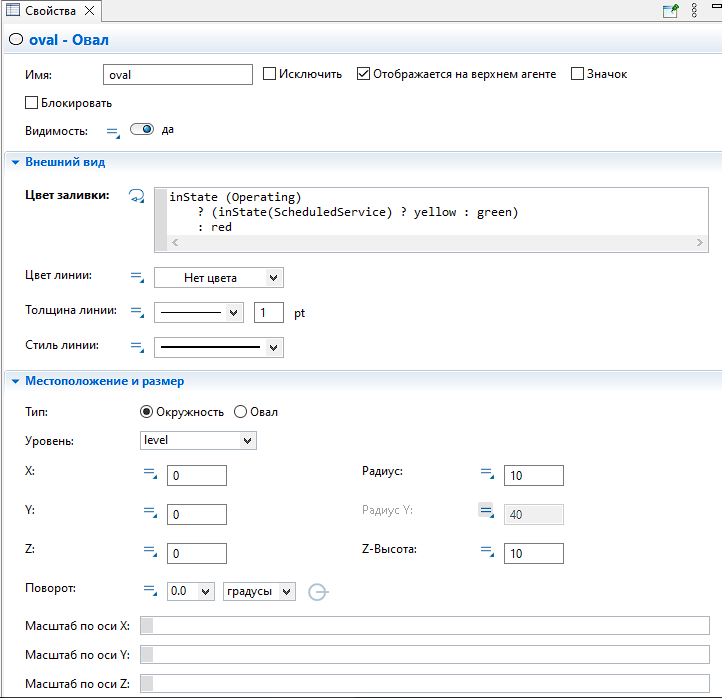 Свойства
oval - Овал
Имя: oval Исключить Отображается на верхнем агенте Значок
Блокировать
Видимость: да
Внешний вид
Цвет заливки: inState (Operating)
? (inState(ScheduledService) ? yellow : green)
: red
Цвет линии: Нет цвета
Толщина линии: 1 pt
Стиль линии:
Местоположение и размер
Тип: Окружность Овал
Уровень: level
X: 0 Радиус: 10
Y: 0 Радиус Y: 40
Z: 0 Z-Высота: 10
Поворот: 0.0 градусы
Масштаб по оси X:
Масштаб по оси Y:
Масштаб по оси Z: